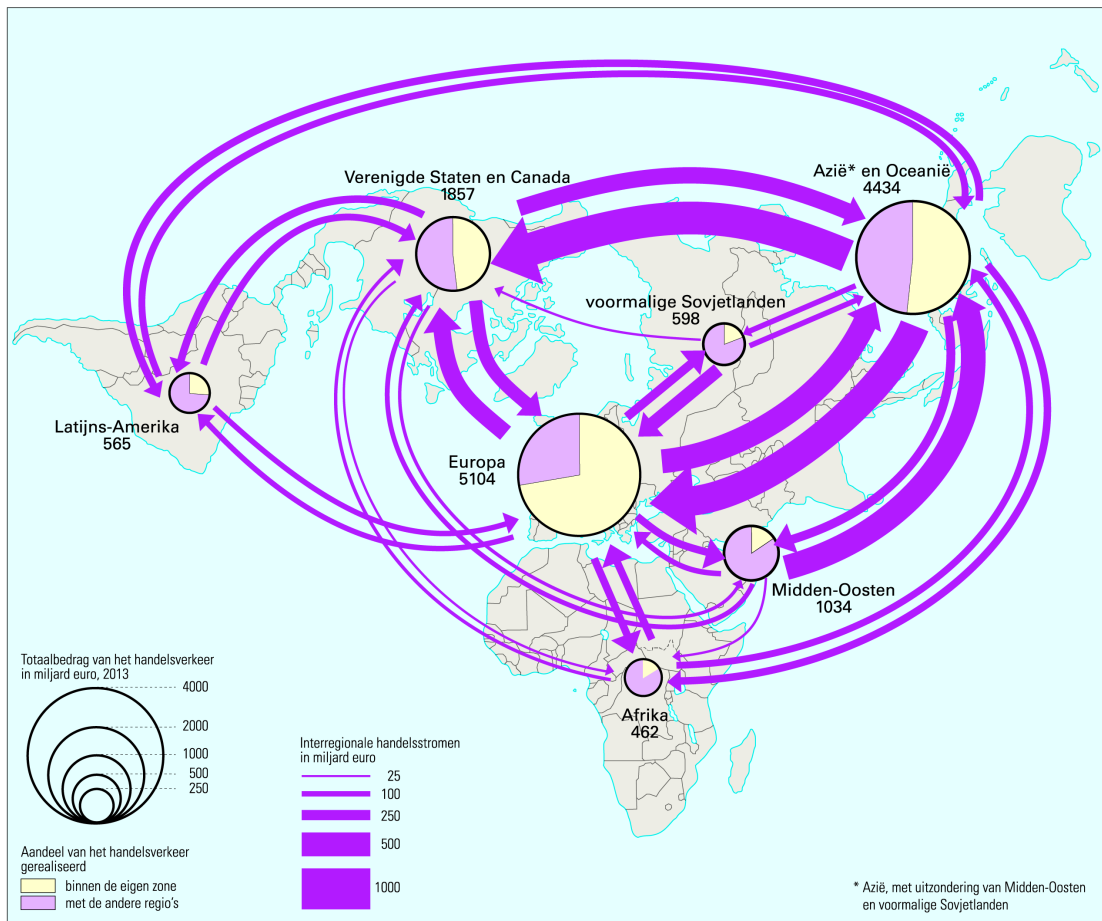 Verenigde Staten en Canada
1857
Azië* en Oceanië
4434
voormalige Sovjetlanden
598
Latijns-Amerika
565
Europa
5104
Midden-Oosten
1034
Afrika
462
Totaalbedrag van het handelsverkeer
in miljard euro, 2013
4000
2000
1000
500
250
Aandeel van het handelsverkeer
gerealiseerd
binnen de eigen zone
met de andere regio's
Interregionale handelsstromen
in miljard euro
25
100
250
500
1000
* Azië, met uitzondering van Midden-Oosten
en voormalige Sovjetlanden